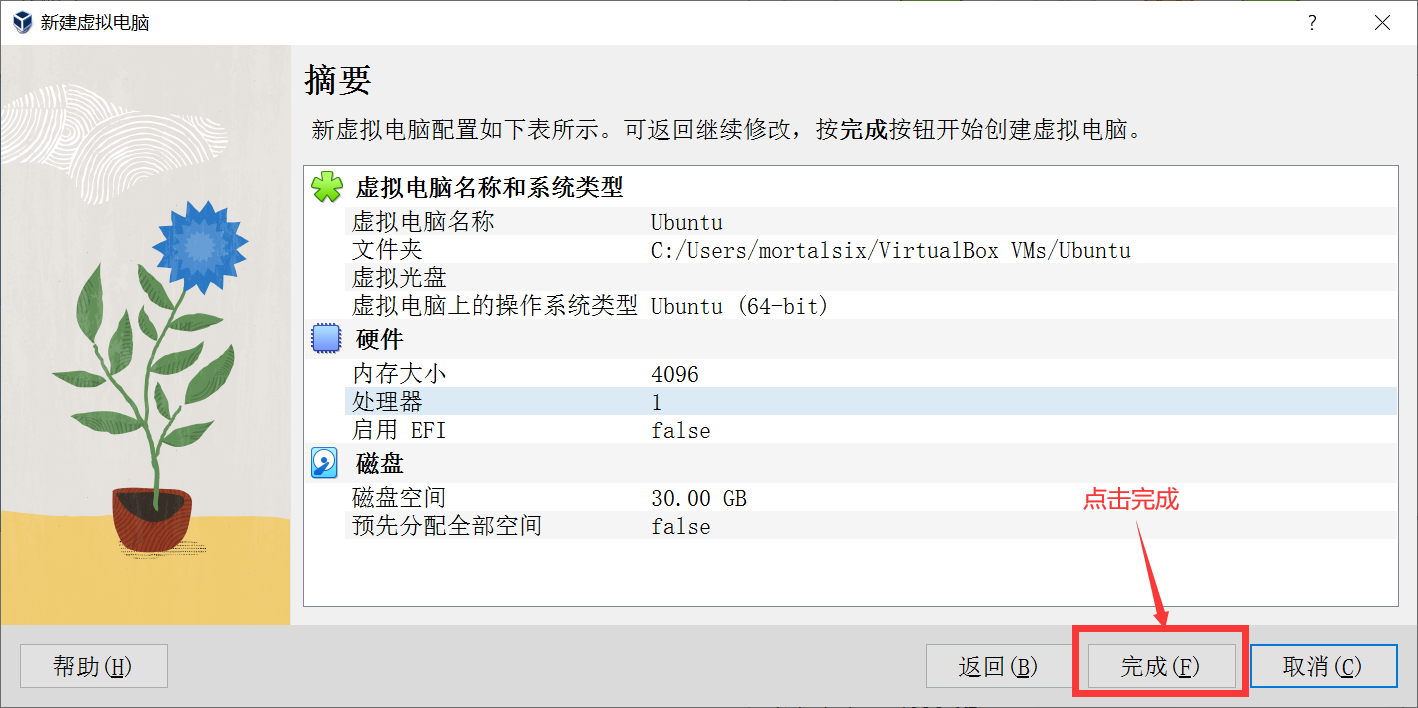 新建虚拟电脑
?
摘要
新虚拟电脑配置如下表所示。可返回继续修改，按完成按钮开始创建虚拟电脑。
虚拟电脑名称和系统类型
虚拟电脑名称 Ubuntu
文件夹 C:/Users/mortalsix/VirtualBox VMs/Ubuntu
虚拟光盘
虚拟电脑上的操作系统类型 Ubuntu (64-bit)
硬件
内存大小 4096
处理器 1
启用 EFI false
磁盘
磁盘空间 30.00 GB
预先分配全部空间 false
点击完成
帮助(H) 返回(B) 完成(F) 取消(C)